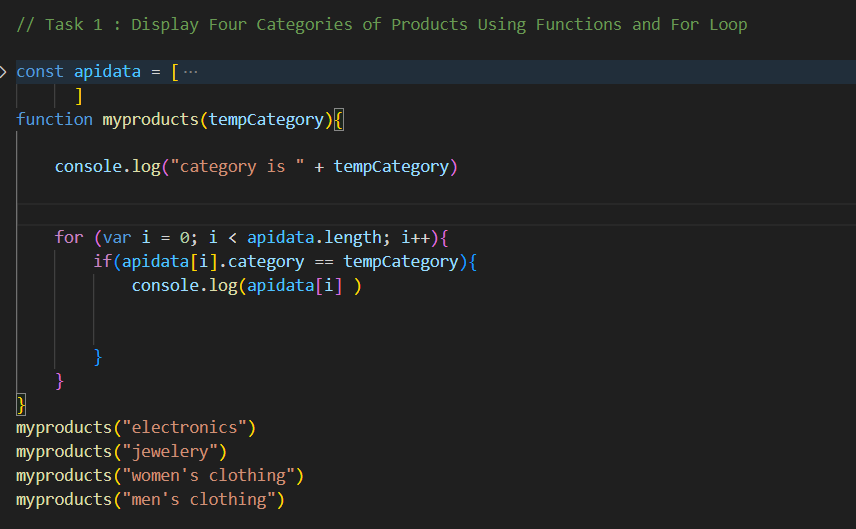 // Task 1 : Display Four Categories of Products Using Functions and For Loop
const apidata = [ ···
]
function myproducts(tempCategory){
console.log("category is " + tempCategory)
for (var i = 0; i < apidata.length; i++){
if(apidata[i].category == tempCategory){
console.log(apidata[i] )
}
}
}
myproducts("electronics")
myproducts("jewelery")
myproducts("women's clothing")
myproducts("men's clothing")